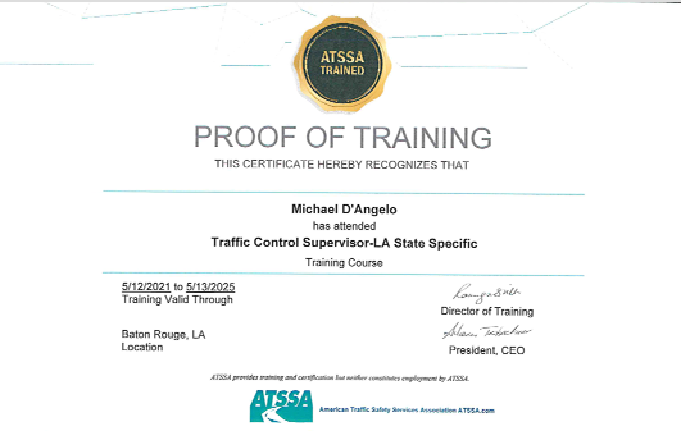 ATSSA
TRAINED
PROOF OF TRAINING
THIS CERTIFICATE HEREBY RECOGNIZES THAT
Michael D'Angelo
has attended
Traffic Control Supervisor-LA State Specific
Training Course
5/12/2021 to 5/13/2025
Training Valid Through
Director of Training
Baton Rouge, LA
Location
President, CEO
ATSSA provides training and certification but neither constitutes employment by ATSSA.
ATSSA
American Traffic Safety Services Association ATSSA.com